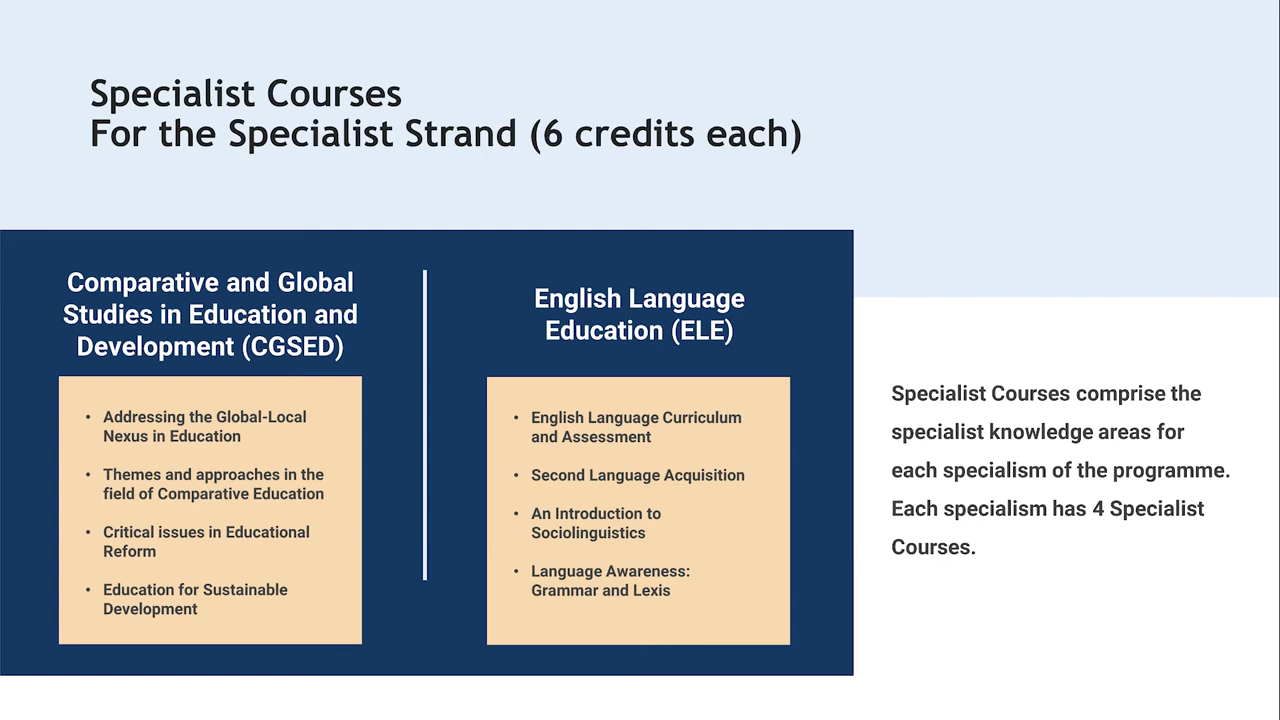 Specialist Courses
For the Specialist Strand (6 credits each)
Comparative and Global
Studies in Education and
Development (CGSED)
• Addressing the Global-Local
Nexus in Education
• Themes and approaches in the
field of Comparative Education
• Critical issues in Educational
Reform
• Education for Sustainable
Development
English Language
Education (ELE)
• English Language Curriculum
and Assessment
• Second Language Acquisition
• An Introduction to
Sociolinguistics
• Language Awareness:
Grammar and Lexis
Specialist Courses comprise the
specialist knowledge areas for
each specialism of the programme.
Each specialism has 4 Specialist
Courses.